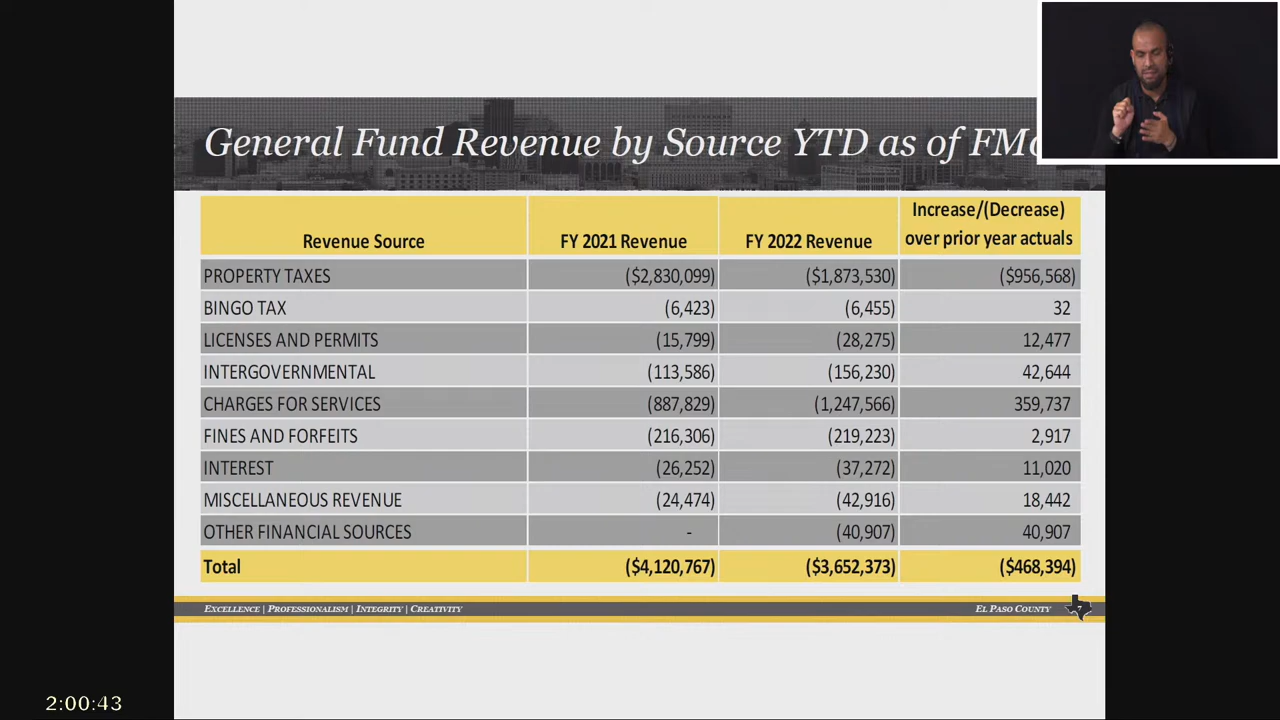 General Fund Revenue by Source YTD as of
Revenue Source FY 2021 Revenue FY 2022 Revenue Increase/(Decrease)
over prior year actuals
PROPERTY TAXES ($2,830,099) ($1,873,530) ($956,568)
BINGO TAX (6,423) (6,455) 32
LICENSES AND PERMITS (15,799) (28,275) 12,477
INTERGOVERNMENTAL (113,586) (156,230) 42,644
CHARGES FOR SERVICES (887,829) (1,247,566) 359,737
FINES AND FORFEITS (216,306) (219,223) 2,917
INTEREST (26,252) (37,272) 11,020
MISCELLANEOUS REVENUE (24,474) (42,916) 18,442
OTHER FINANCIAL SOURCES - (40,907) 40,907
Total ($4,120,767) ($3,652,373) ($468,394)
EXCELLENCE | PROFESSIONALISM | INTEGRITY | CREATIVITY EL PASO COUNTY 7
2:00:43